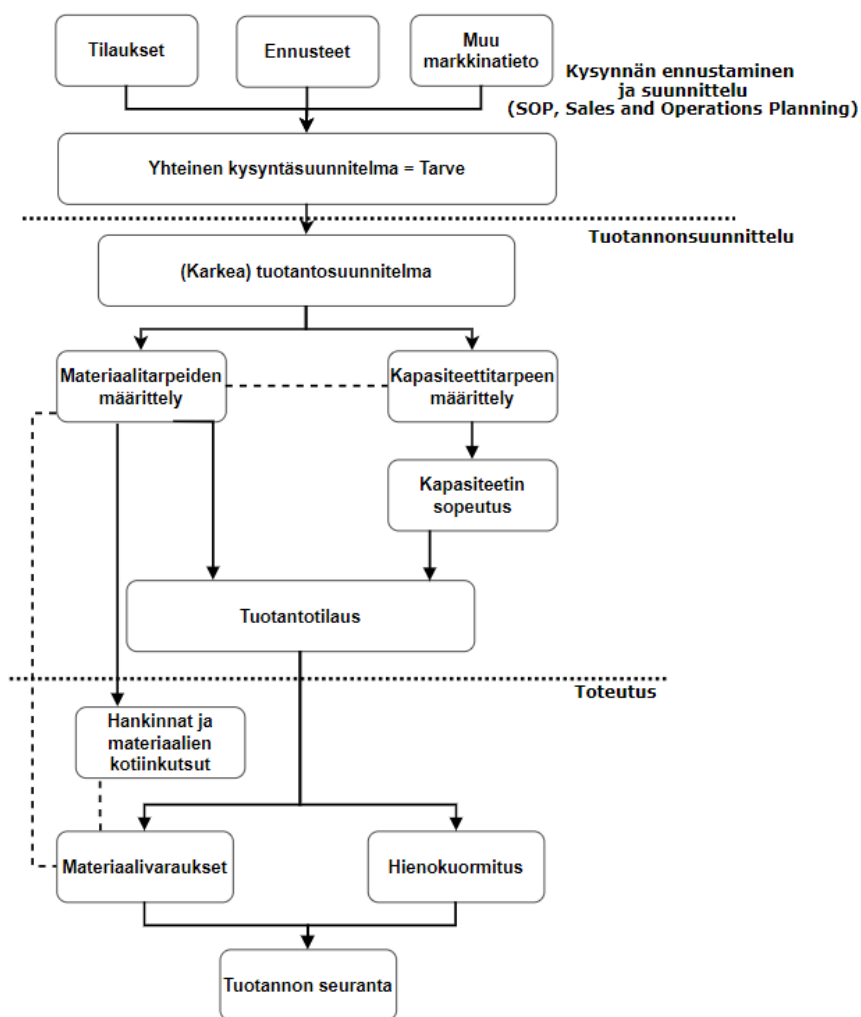 Tilaukset
Ennusteet
Muu
markkinatieto
Kysynnän ennustaminen
ja suunnittelu
(SOP, Sales and Operations Planning)
Yhteinen kysyntäsuunnitelma = Tarve
Tuotannonsuunnittelu
(Karkea) tuotantosuunnitelma
Materiaalitarpeiden
määrittely
Kapasiteettitarpeen
määrittely
Kapasiteetin
sopeutus
Tuotantotilaus
Toteutus
Hankinnat ja
materiaalien
kotiinkutsut
Materiaalivaraukset
Hienokuormitus
Tuotannon seuranta